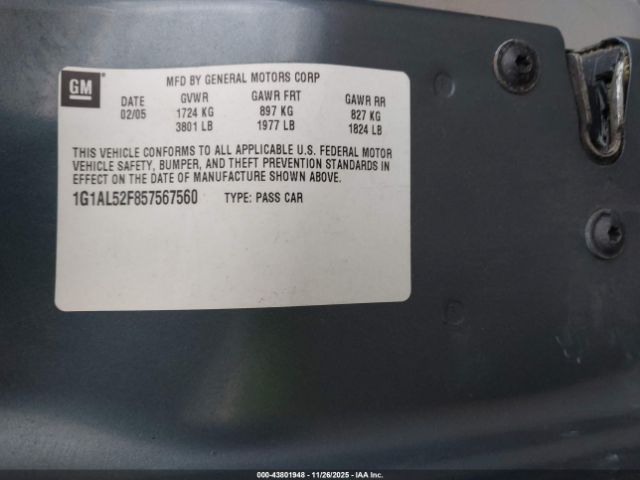 GM
MFD BY GENERAL MOTORS CORP
DATE GVWR GAWR FRT GAWR RR
02/05 1724 KG 897 KG 827 KG
3801 LB 1977 LB 1824 LB
THIS VEHICLE CONFORMS TO ALL APPLICABLE U.S. FEDERAL MOTOR
VEHICLE SAFETY, BUMPER, AND THEFT PREVENTION STANDARDS IN
EFFECT ON THE DATE OF MANUFACTURE SHOWN ABOVE.
1G1AL52F857567560 TYPE: PASS CAR
000-43801948 - 11/26/2025 - IAA Inc.